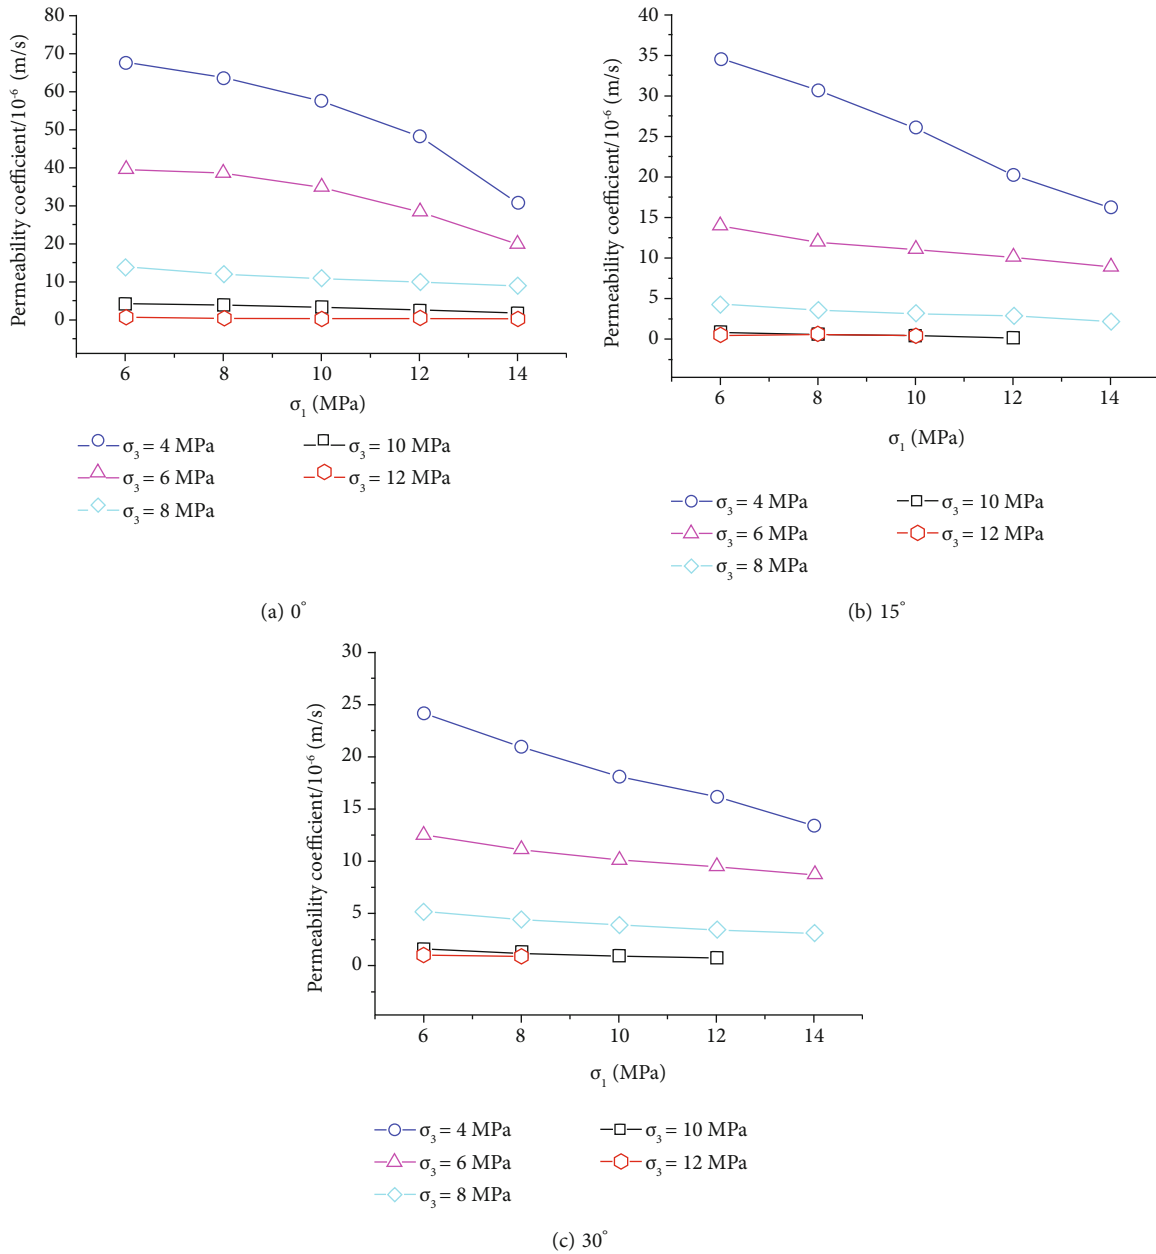 Permeability coefficient/10⁻⁶ (m/s)
80
70
60
50
40
30
20
10
0
6 8 10 12 14
σ₁ (MPa)
σ₃ = 4 MPa
σ₃ = 6 MPa
σ₃ = 8 MPa
σ₃ = 10 MPa
σ₃ = 12 MPa
(a) 0°
Permeability coefficient/10⁻⁶ (m/s)
40
35
30
25
20
15
10
5
0
6 8 10 12 14
σ₁ (MPa)
σ₃ = 4 MPa
σ₃ = 6 MPa
σ₃ = 8 MPa
σ₃ = 10 MPa
σ₃ = 12 MPa
(b) 15°
Permeability coefficient/10⁻⁶ (m/s)
30
25
20
15
10
5
0
6 8 10 12 14
σ₁ (MPa)
σ₃ = 4 MPa
σ₃ = 6 MPa
σ₃ = 8 MPa
σ₃ = 10 MPa
σ₃ = 12 MPa
(c) 30°